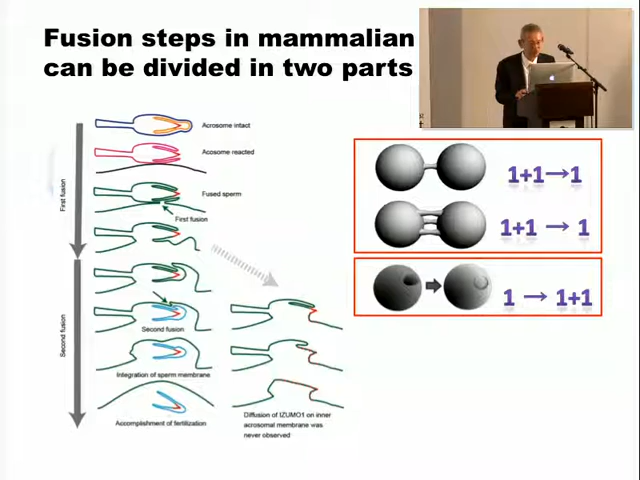 Fusion steps in mammalian
can be divided in two parts
Acrosome intact
Acosome reacted
First fusion
Fused sperm
First fusion
Second fusion
Second fusion
Integration of sperm membrane
Accomplishment of fertilization
Diffusion of IZUMO1 on inner
acrosomal membrane was
never observed
1+1→1
1+1 → 1
1 → 1+1